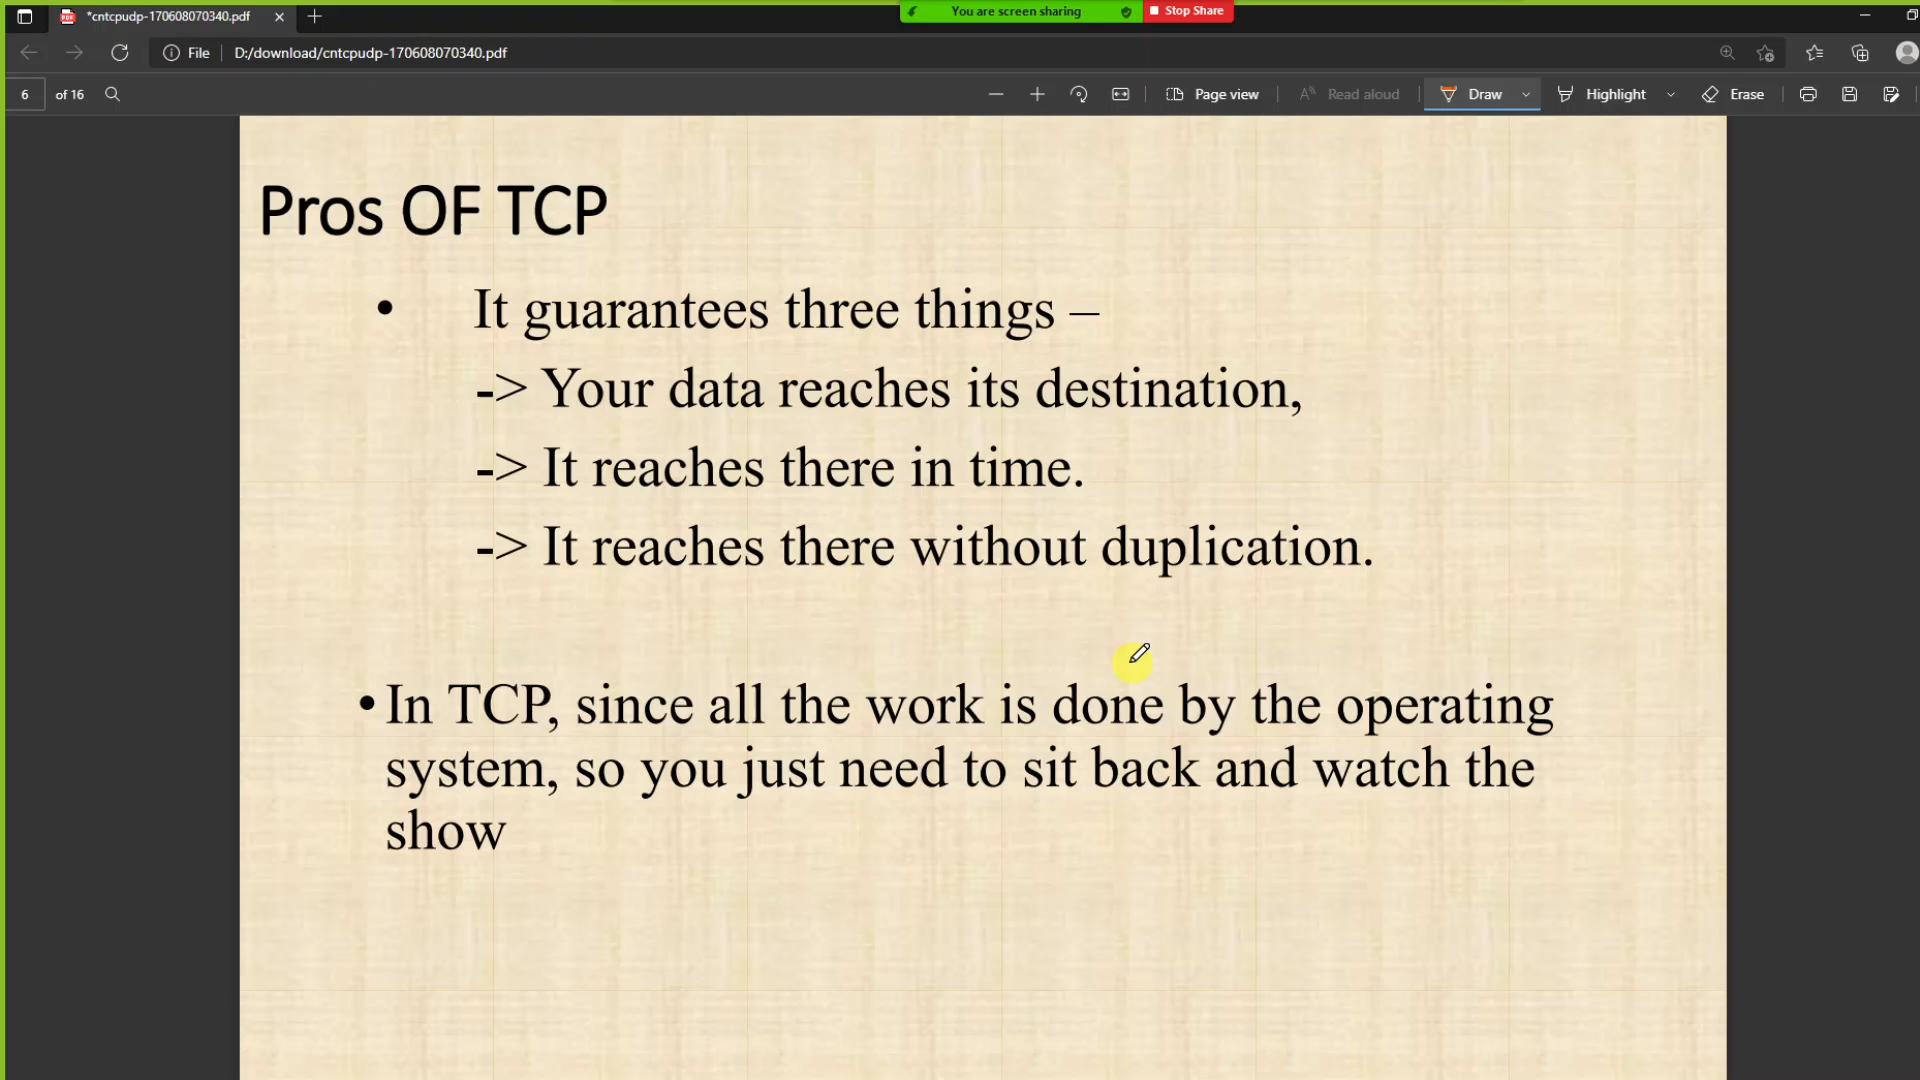 *cntcpudp-170608070340.pdf
You are screen sharing
Stop Share
File
D:/download/cntcpudp-170608070340.pdf
6 of 16
Page view
Read aloud
Draw
Highlight
Erase
Pros OF TCP
• It guarantees three things –
-> Your data reaches its destination,
-> It reaches there in time.
-> It reaches there without duplication.
• In TCP, since all the work is done by the operating
system, so you just need to sit back and watch the
show